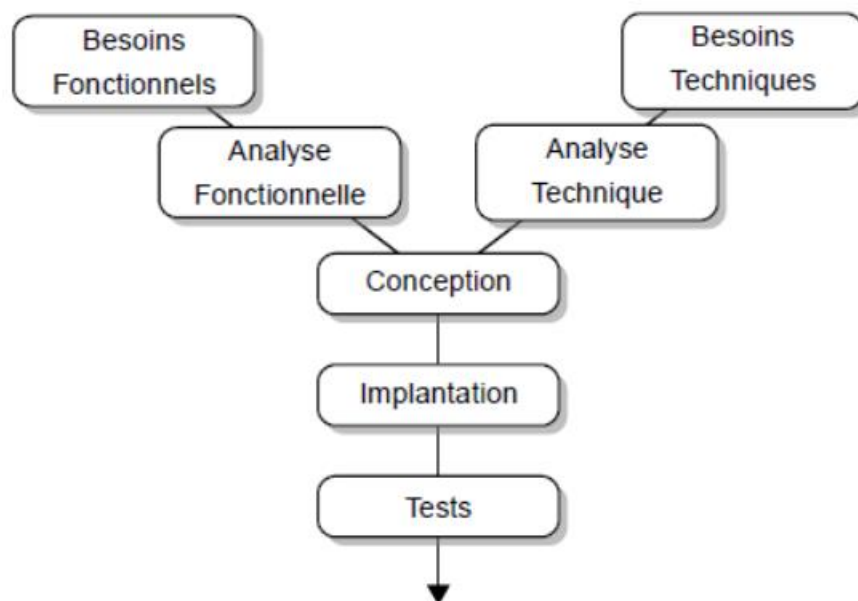 Besoins
Fonctionnels
Besoins
Techniques
Analyse
Fonctionnelle
Analyse
Technique
Conception
Implantation
Tests